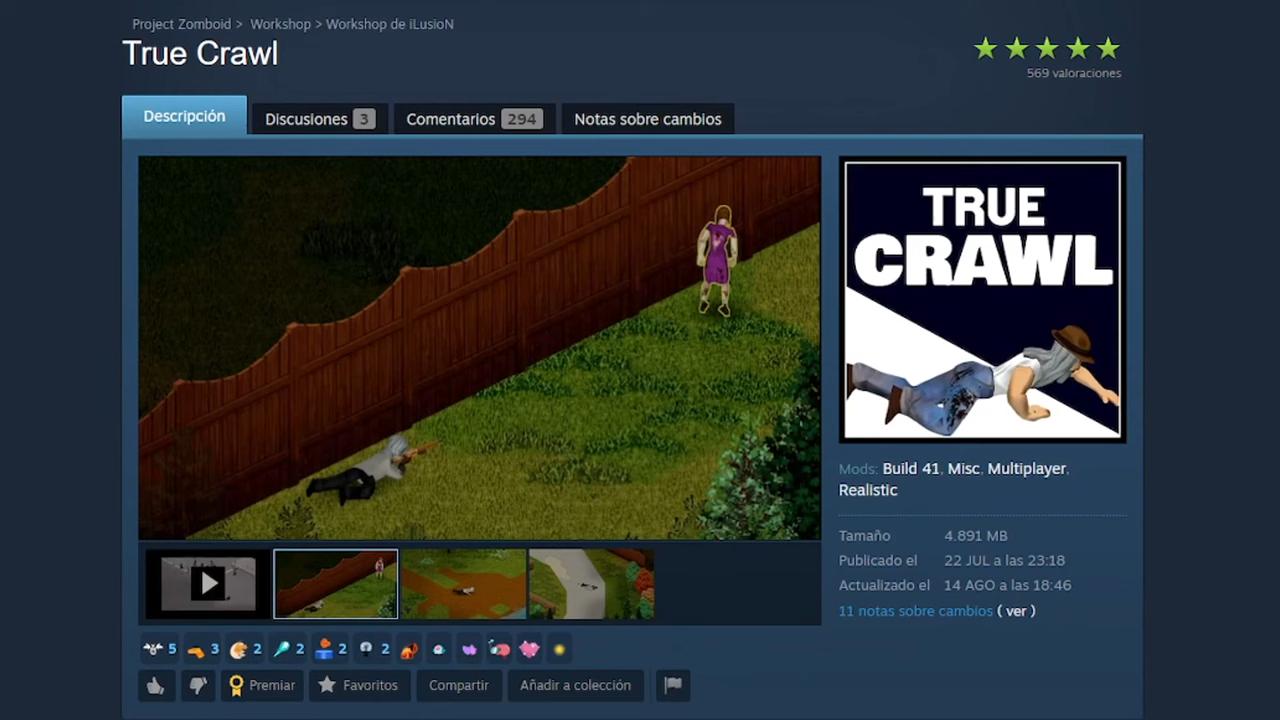 Project Zomboid > Workshop > Workshop de iLusioN
True Crawl
569 valoraciones
Descripción
Discusiones 3
Comentarios 294
Notas sobre cambios
TRUE
CRAWL
Mods: Build 41, Misc, Multiplayer,
Realistic
Tamaño 4.891 MB
Publicado el 22 JUL a las 23:18
Actualizado el 14 AGO a las 18:46
11 notas sobre cambios ( ver )
5 3 2 2 2 2
Premiar
Favoritos
Compartir
Añadir a colección